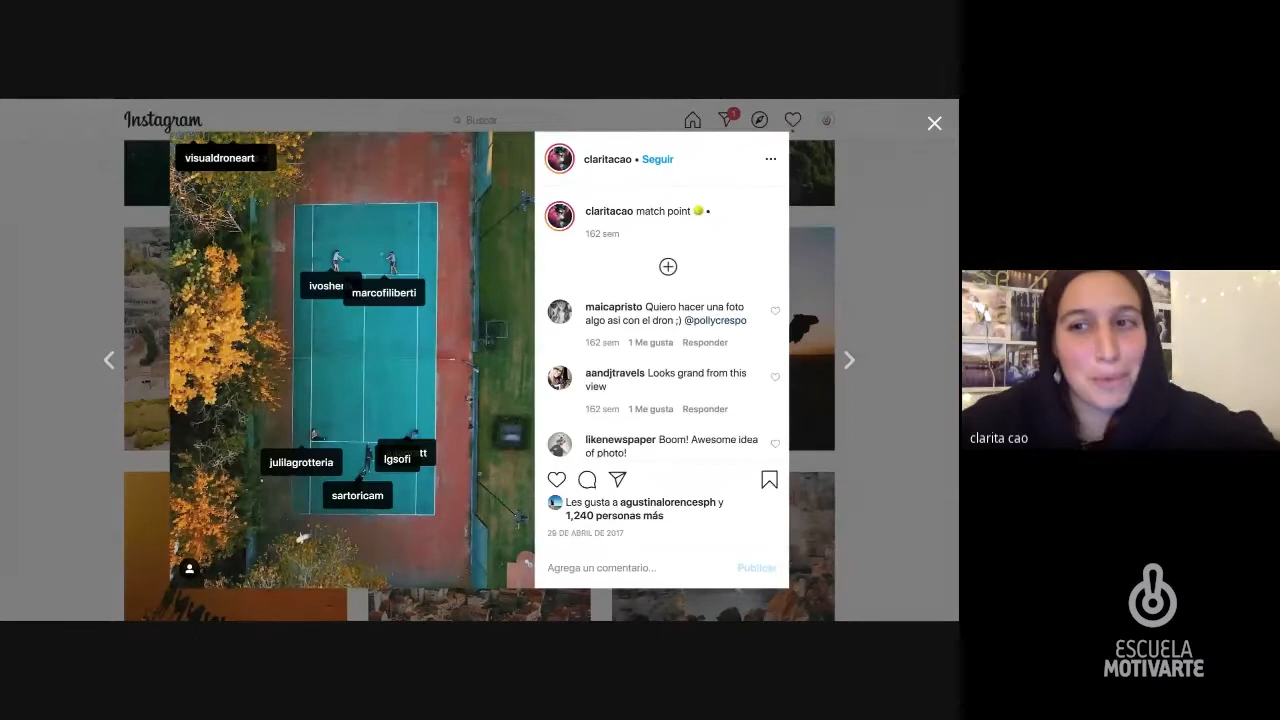 Instagram
Buscar
1
visualdroneart
claritacao • Seguir
claritacao match point
162 sem
ivosher
marcofiliberti
maicapristo Quiero hacer una foto
algo asi con el dron ;) @pollycrespo
162 sem 1 Me gusta Responder
aandjtravels Looks grand from this
view
162 sem 1 Me gusta Responder
likenewspaper Boom! Awesome idea
of photo!
julilagrotteria
lgsofi
tt
sartoricam
Les gusta a agustinalorencesph y
1,240 personas más
29 DE ABRIL DE 2017
Agrega un comentario...
Publicar
clarita cao
ESCUELA
MOTIVARTE